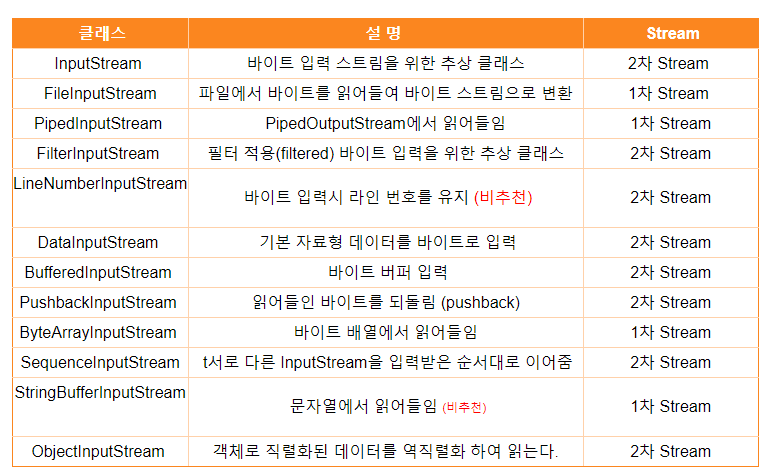 클래스 설 명 Stream
InputStream 바이트 입력 스트림을 위한 추상 클래스 2차 Stream
FileInputStream 파일에서 바이트를 읽어들여 바이트 스트림으로 변환 1차 Stream
PipedInputStream PipedOutputStream에서 읽어들임 1차 Stream
FilterInputStream 필터 적용(filtered) 바이트 입력을 위한 추상 클래스 2차 Stream
LineNumberInputStream 바이트 입력시 라인 번호를 유지 (비추천) 2차 Stream
DataInputStream 기본 자료형 데이터를 바이트로 입력 2차 Stream
BufferedInputStream 바이트 버퍼 입력 2차 Stream
PushbackInputStream 읽어들인 바이트를 되돌림 (pushback) 2차 Stream
ByteArrayInputStream 바이트 배열에서 읽어들임 1차 Stream
SequenceInputStream t서로 다른 InputStream을 입력받은 순서대로 이어줌 2차 Stream
StringBufferInputStream 문자열에서 읽어들임 (비추천) 1차 Stream
ObjectInputStream 객체로 직렬화된 데이터를 역직렬화 하여 읽는다. 2차 Stream